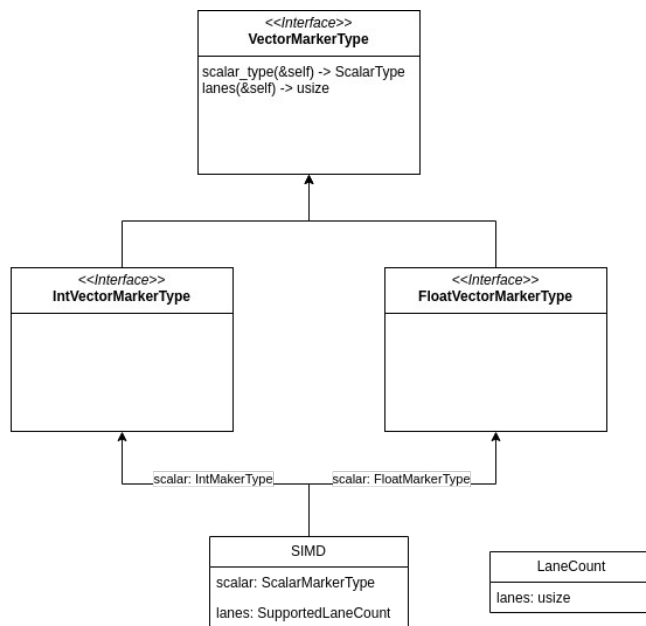 <<Interface>>
VectorMarkerType
scalar_type(&self) -> ScalarType
lanes(&self) -> usize
<<Interface>>
IntVectorMarkerType
<<Interface>>
FloatVectorMarkerType
scalar: IntMakerType
scalar: FloatMarkerType
SIMD
scalar: ScalarMarkerType
lanes: SupportedLaneCount
LaneCount
lanes: usize